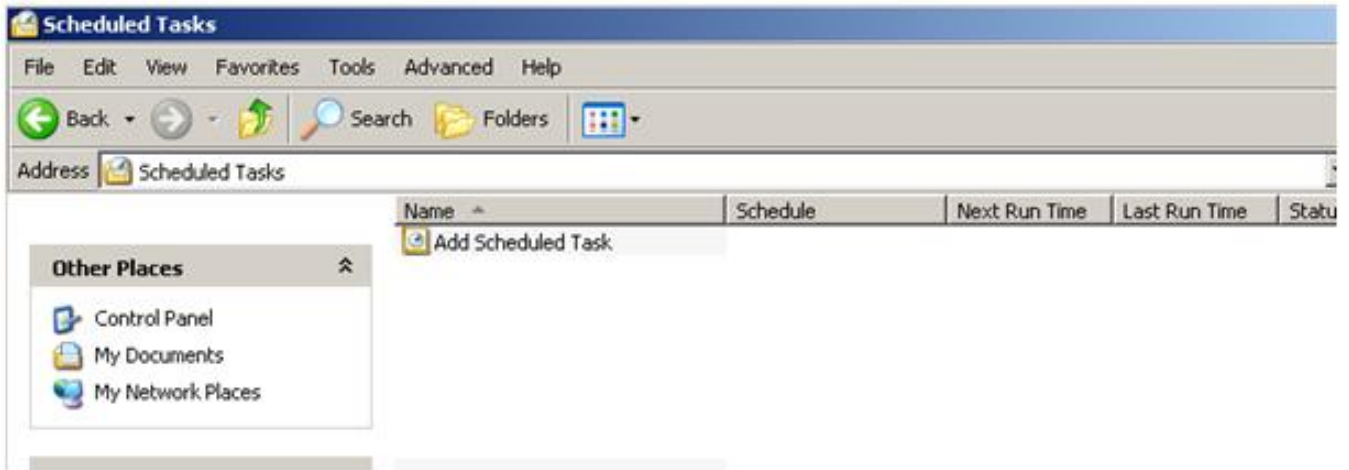 Scheduled Tasks
File Edit View Favorites Tools Advanced Help
Back Search Folders
Address Scheduled Tasks
Name Schedule Next Run Time Last Run Time Statu
Add Scheduled Task
Other Places
Control Panel
My Documents
My Network Places